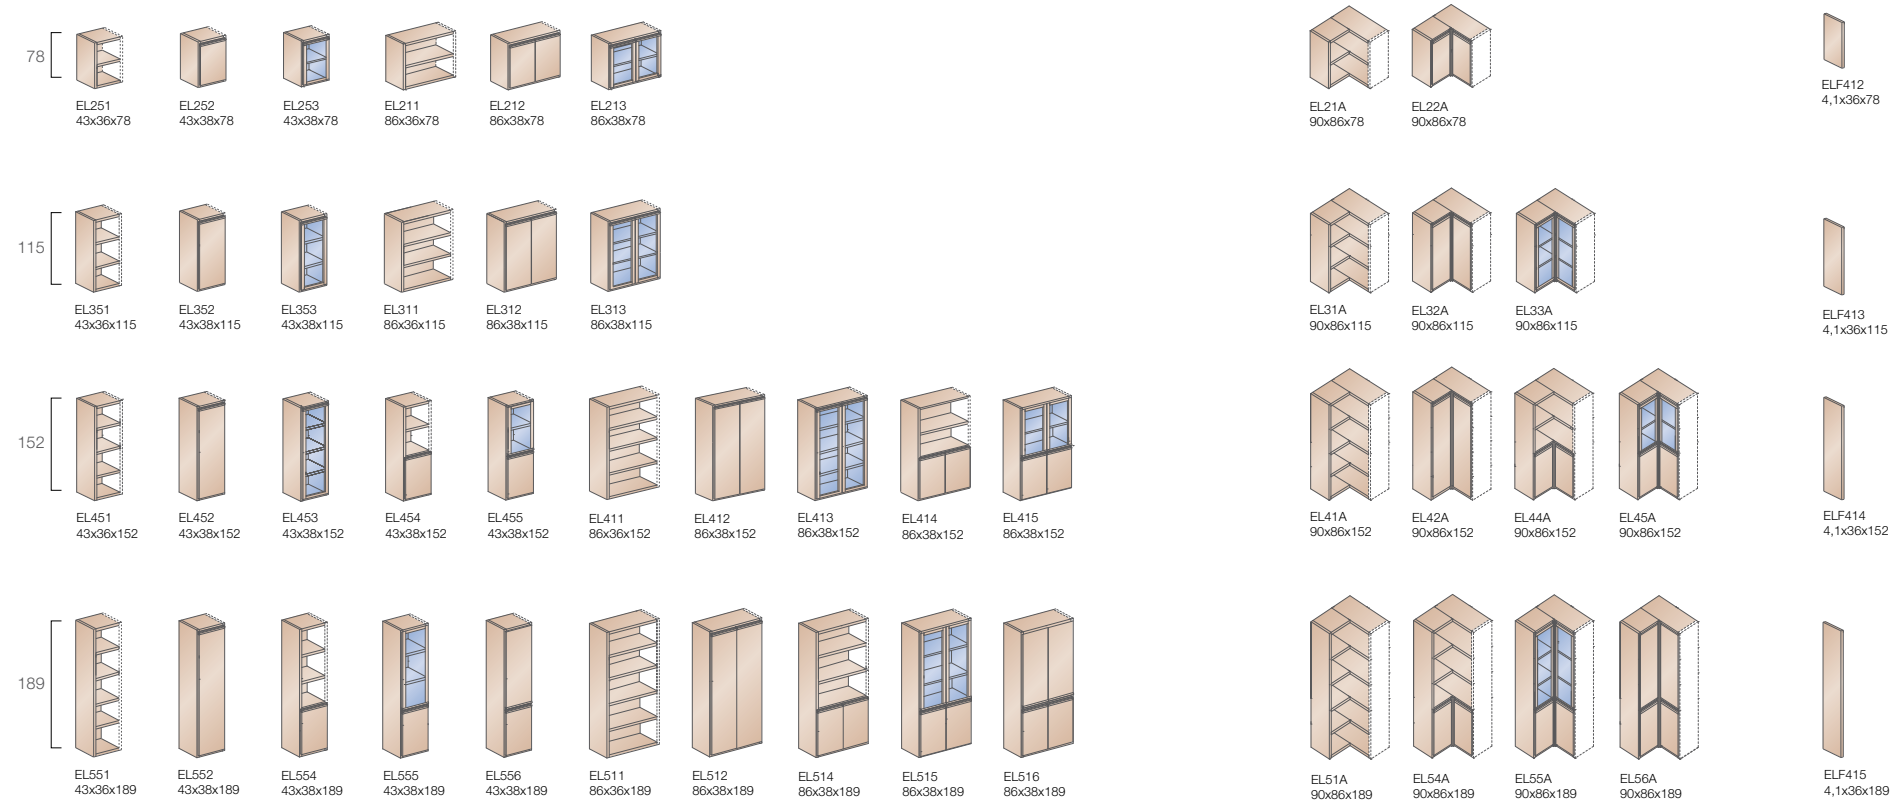 78
EL251
43x36x78
EL252
43x38x78
EL253
43x38x78
EL211
86x36x78
EL212
86x38x78
EL213
86x38x78
EL21A
90x86x78
EL22A
90x86x78
ELF412
4,1x36x78
115
EL351
43x36x115
EL352
43x38x115
EL353
43x38x115
EL311
86x36x115
EL312
86x38x115
EL313
86x38x115
EL31A
90x86x115
EL32A
90x86x115
EL33A
90x86x115
ELF413
4,1x36x115
152
EL451
43x36x152
EL452
43x38x152
EL453
43x38x152
EL454
43x38x152
EL455
43x38x152
EL411
86x36x152
EL412
86x38x152
EL413
86x38x152
EL414
86x38x152
EL415
86x38x152
EL41A
90x86x152
EL42A
90x86x152
EL44A
90x86x152
EL45A
90x86x152
ELF414
4,1x36x152
189
EL551
43x36x189
EL552
43x38x189
EL554
43x38x189
EL555
43x38x189
EL556
43x38x189
EL511
86x36x189
EL512
86x38x189
EL514
86x38x189
EL515
86x38x189
EL516
86x38x189
EL51A
90x86x189
EL54A
90x86x189
EL55A
90x86x189
EL56A
90x86x189
ELF415
4,1x36x189